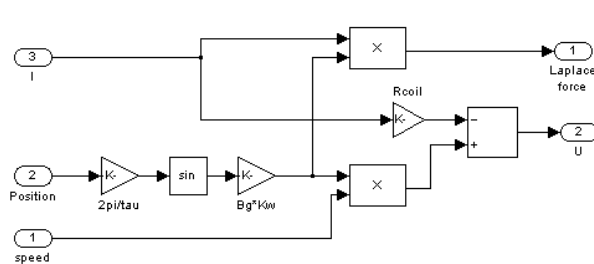 3
I
×
1
Laplace
force
Rcoil
K-
−
+
2
U
2
Position
K-
2pi/tau
sin
K-
Bg*Kw
×
1
speed